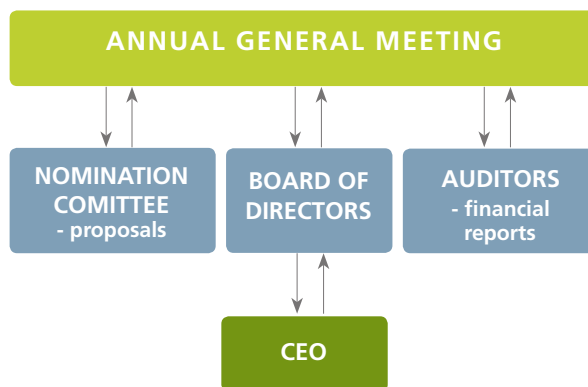 ANNUAL GENERAL MEETING
NOMINATION
COMITTEE
- proposals
BOARD OF
DIRECTORS
AUDITORS
- financial
reports
CEO